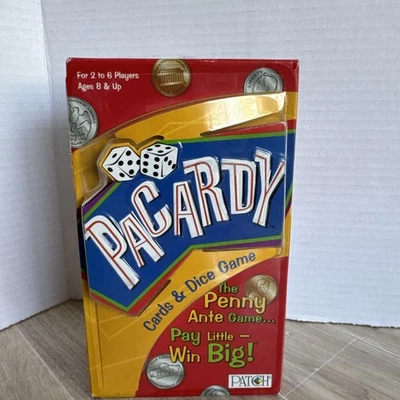 For 2 to 6 Players
Ages 8 & Up
PACARDY
Cards & Dice Game
The
Penny
Ante Game...
Pay Little –
Win Big!
PATCH